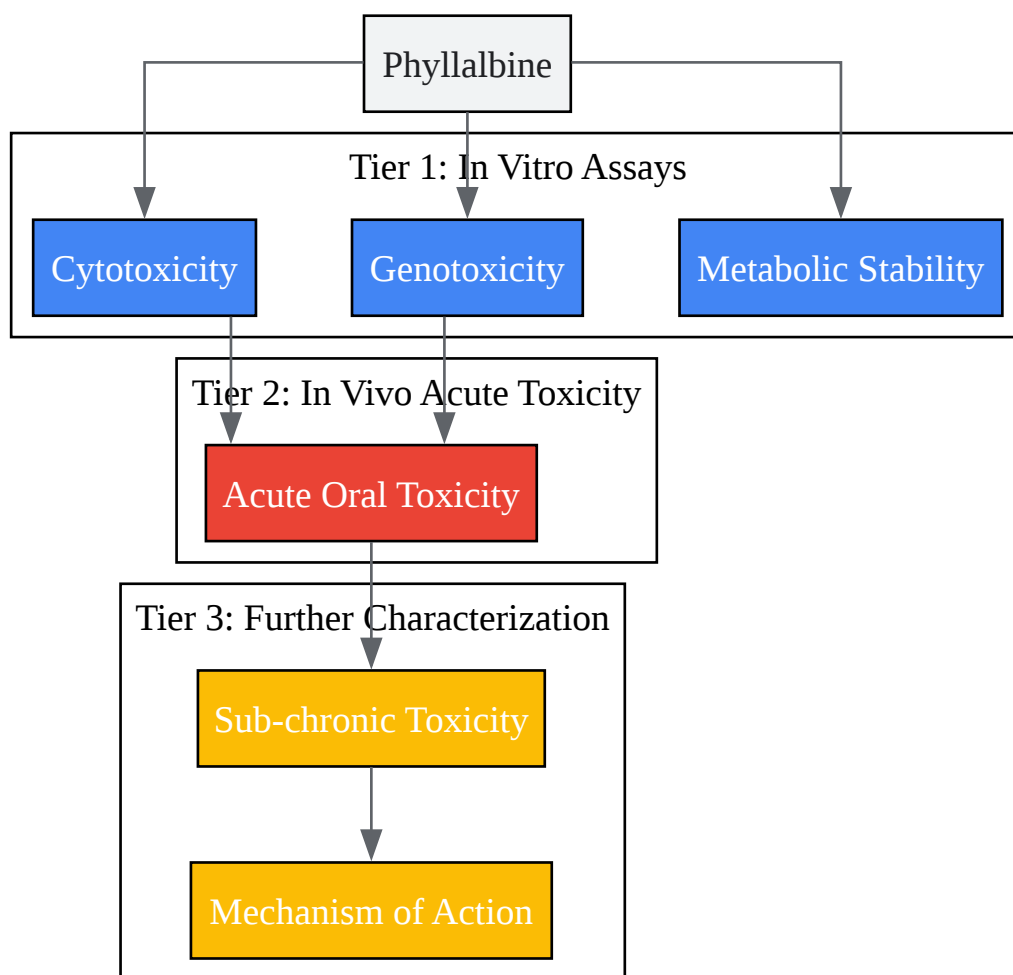 Phyllalbine
Tier 1: In Vitro Assays
Cytotoxicity
Genotoxicity
Metabolic Stability
Tier 2: In Vivo Acute Toxicity
Acute Oral Toxicity
Tier 3: Further Characterization
Sub-chronic Toxicity
Mechanism of Action